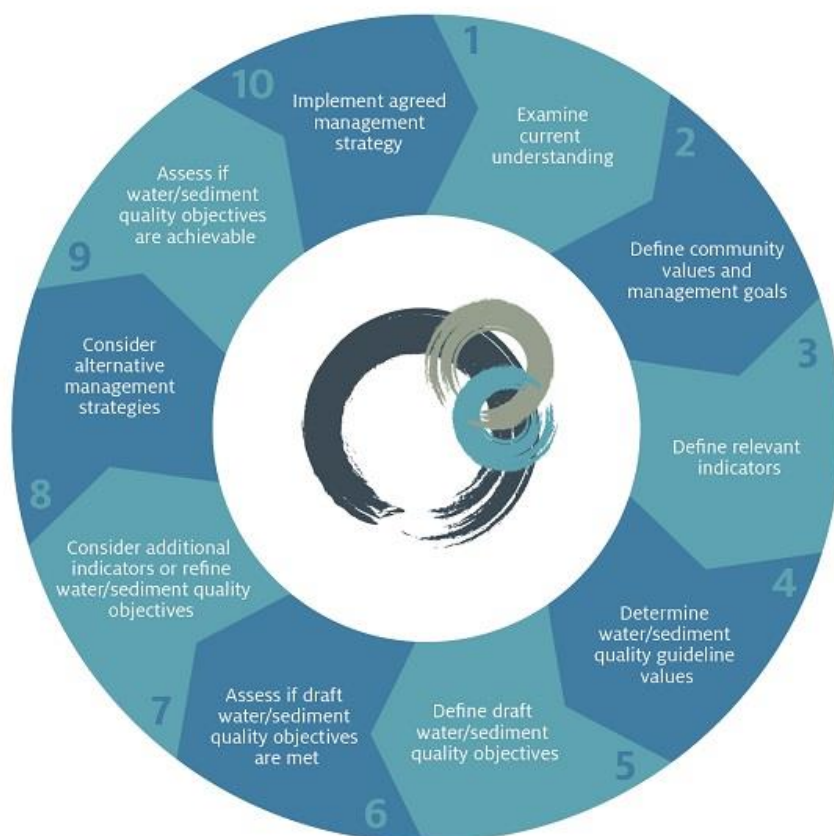 1
Examine
current
understanding
2
Define community
values and
management goals
3
Define relevant
indicators
4
Determine
water/sediment
quality guideline
values
5
Define draft
water/sediment
quality objectives
6
Assess if draft
water/sediment
quality objectives
are met
7
Consider additional
indicators or refine
water/sediment quality
objectives
8
Consider
alternative
management
strategies
9
Assess if
water/sediment
quality objectives
are achievable
10
Implement agreed
management
strategy